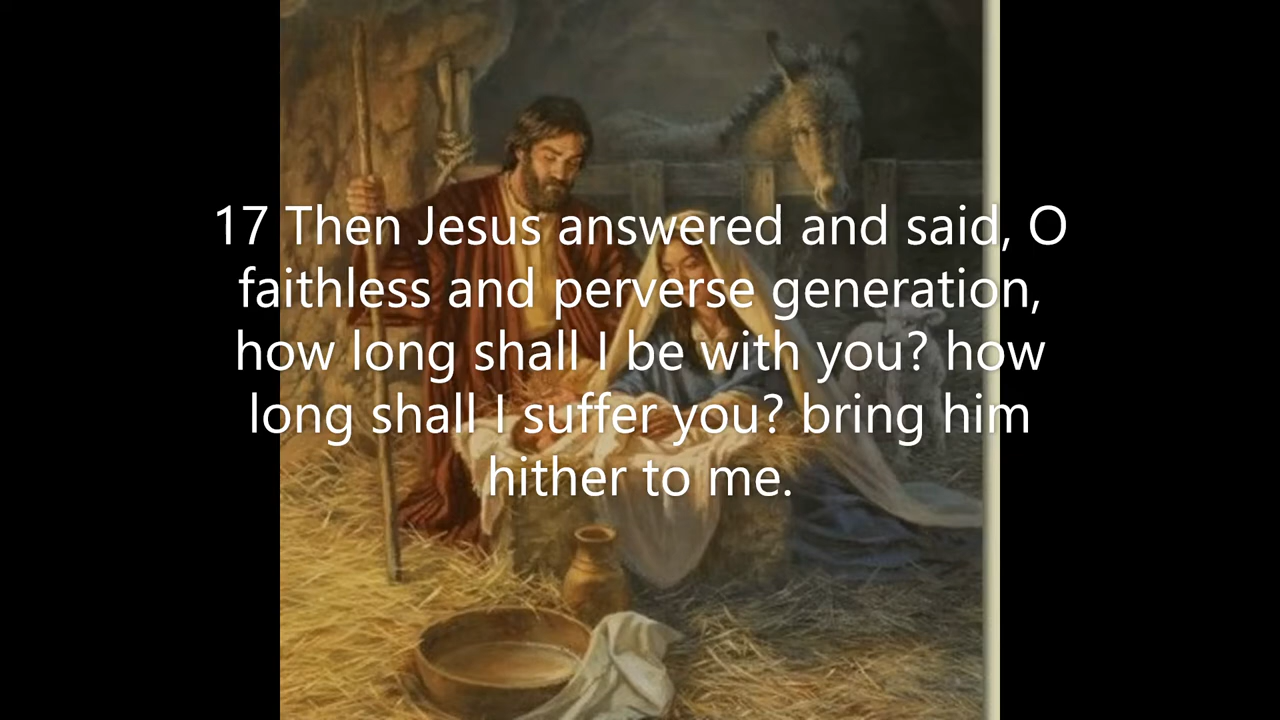 17 Then Jesus answered and said, O
faithless and perverse generation,
how long shall I be with you? how
long shall I suffer you? bring him
hither to me.